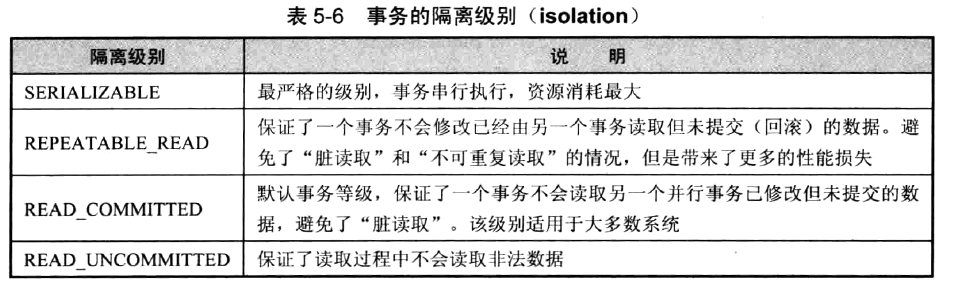 表 5-6 事务的隔离级别（isolation）
隔离级别 说 明
SERIALIZABLE 最严格的级别，事务串行执行，资源消耗最大
REPEATABLE_READ 保证了一个事务不会修改已经由另一个事务读取但未提交（回滚）的数据。避
免了“脏读取”和“不可重复读取”的情况，但是带来了更多的性能损失
READ_COMMITTED 默认事务等级，保证了一个事务不会读取另一个并行事务已修改但未提交的数
据，避免了“脏读取”。该级别适用于大多数系统
READ_UNCOMMITTED 保证了读取过程中不会读取非法数据